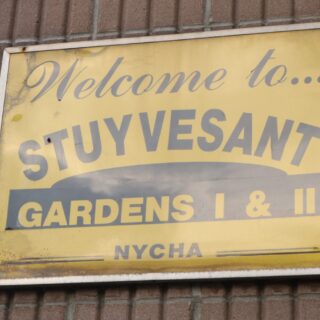 Welcome to...
STUYVESANT
GARDENS I & II
NYCHA